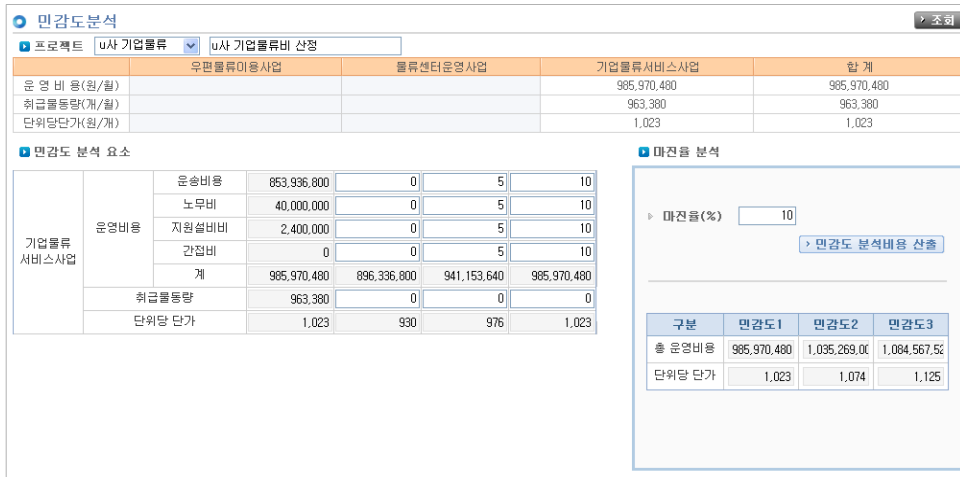 민감도분석
조회
프로젝트 u사 기업물류 u사 기업물류비 산정
우편물류이용사업 물류센터운영사업 기업물류서비스사업 합 계
운 영 비 용(원/월) 985,970,480 985,970,480
취급물동량(개/월) 963,380 963,380
단위당단가(원/개) 1,023 1,023
민감도 분석 요소
기업물류
서비스사업
운영비용
운송비용 853,936,800 0 5 10
노무비 40,000,000 0 5 10
지원설비비 2,400,000 0 5 10
간접비 0 0 5 10
계 985,970,480 896,336,800 941,153,640 985,970,480
취급물동량 963,380 0 0 0
단위당 단가 1,023 930 976 1,023
마진율 분석
마진율(%) 10
민감도 분석비용 산출
구분 민감도1 민감도2 민감도3
총 운영비용 985,970,480 1,035,269,00 1,084,567,52
단위당 단가 1,023 1,074 1,125